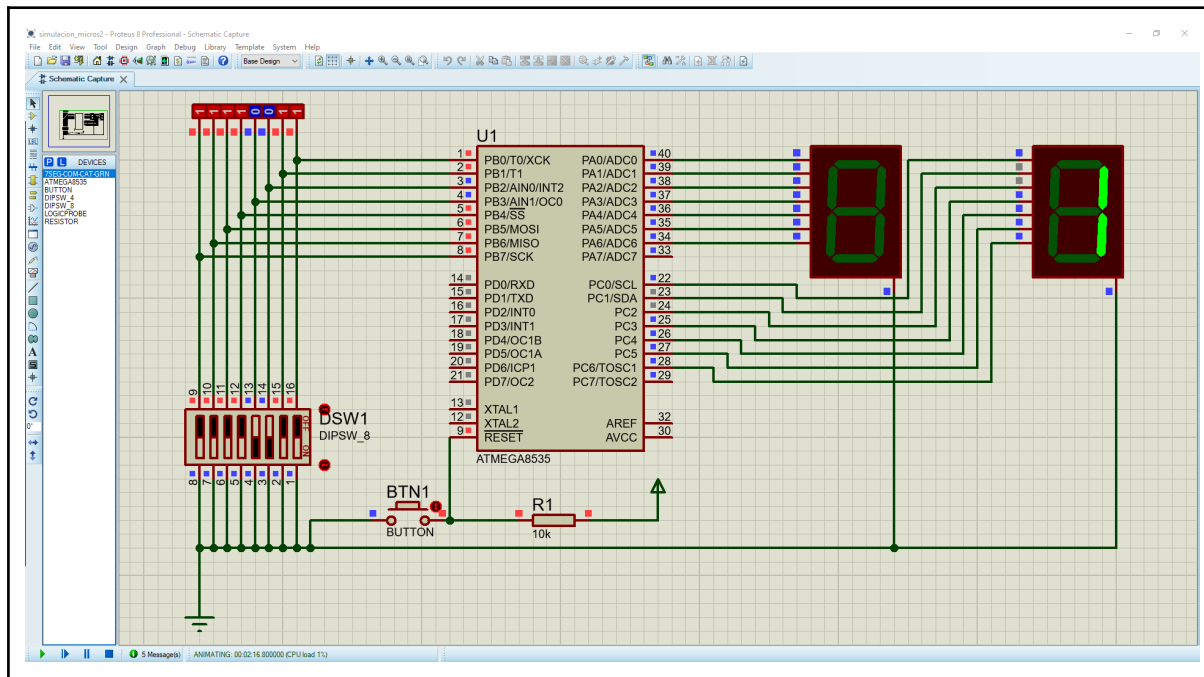 simulacion_micros2 - Proteus 8 Professional - Schematic Capture
File Edit View Tool Design Graph Debug Library Template System Help
Base Design
Schematic Capture
1 1 1 1 0 0 1 1
P L DEVICES
7SEG-COM-CAT-GRN
ATMEGA8535
BUTTON
DIPSW_4
DIPSW_8
LOGICPROBE
RESISTOR
U1
1 PB0/T0/XCK PA0/ADC0 40
2 PB1/T1 PA1/ADC1 39
3 PB2/AIN0/INT2 PA2/ADC2 38
4 PB3/AIN1/OC0 PA3/ADC3 37
5 PB4/SS PA4/ADC4 36
6 PB5/MOSI PA5/ADC5 35
7 PB6/MISO PA6/ADC6 34
8 PB7/SCK PA7/ADC7 33
14 PD0/RXD PC0/SCL 22
15 PD1/TXD PC1/SDA 23
16 PD2/INT0 PC2 24
17 PD3/INT1 PC3 25
18 PD4/OC1B PC4 26
19 PD5/OC1A PC5 27
20 PD6/ICP1 PC6/TOSC1 28
21 PD7/OC2 PC7/TOSC2 29
13 XTAL1
12 XTAL2 AREF 32
9 RESET AVCC 30
ATMEGA8535
9 10 11 12 13 14 15 16
OFF
ON
DSW1
DIPSW_8
8 7 6 5 4 3 2 1
BTN1
BUTTON
R1
10k
0°
5 Message(s) ANIMATING: 00:02:16.800000 (CPU load 1%)